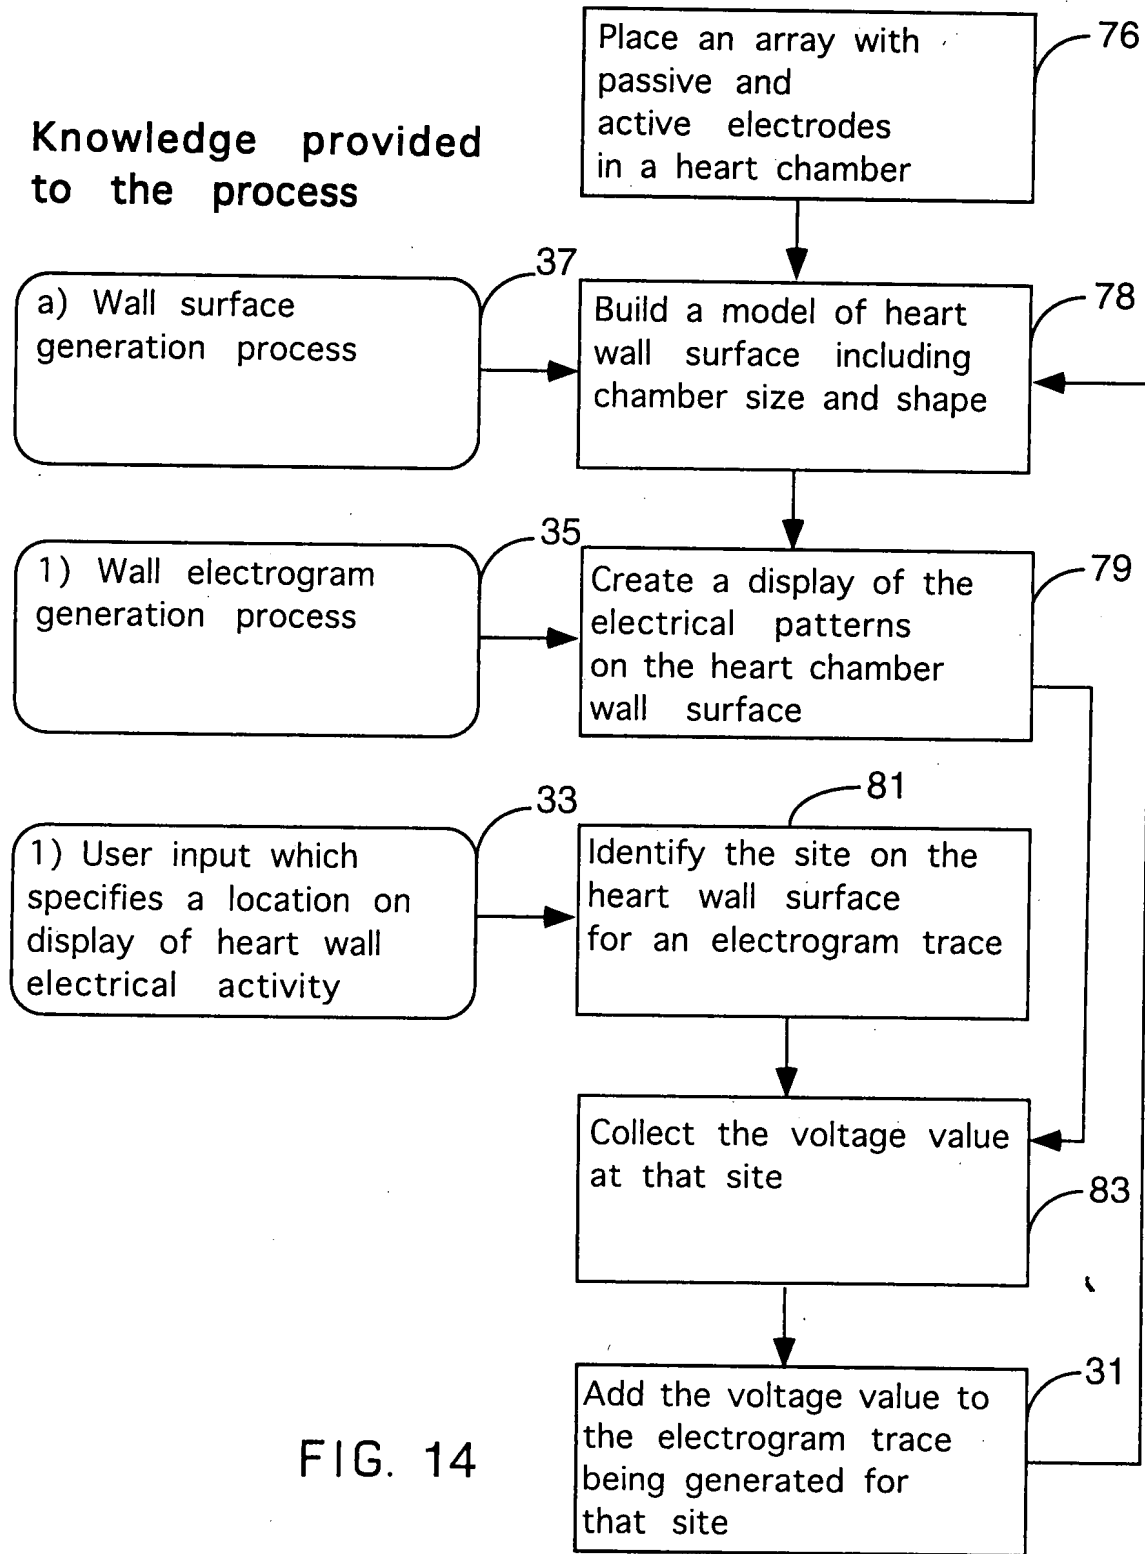 Place an array with
passive and
active electrodes
in a heart chamber
76
Knowledge provided
to the process
a) Wall surface
generation process
37
Build a model of heart
wall surface including
chamber size and shape
78
1) Wall electrogram
generation process
35
Create a display of the
electrical patterns
on the heart chamber
wall surface
79
1) User input which
specifies a location on
display of heart wall
electrical activity
33
81
Identify the site on the
heart wall surface
for an electrogram trace
Collect the voltage value
at that site
83
Add the voltage value to
the electrogram trace
being generated for
that site
31
FIG. 14